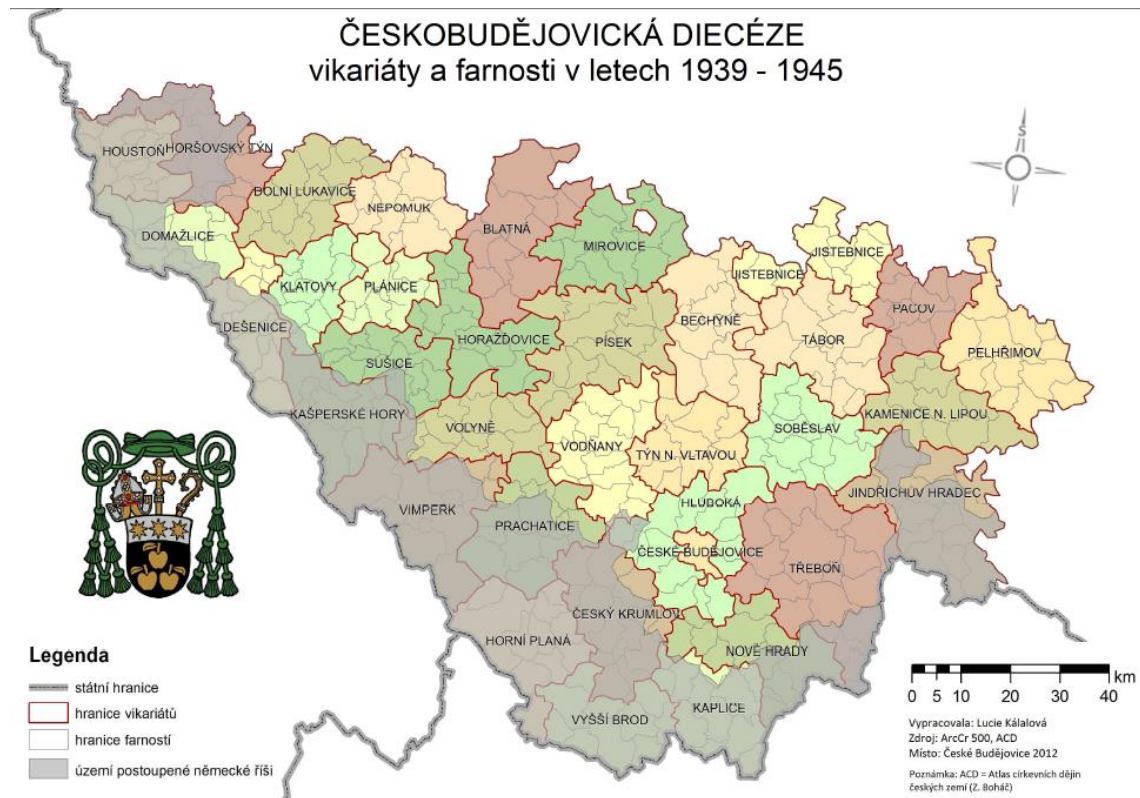 ČESKOBUDĚJOVICKÁ DIECÉZE
vikariáty a farnosti v letech 1939 - 1945
S
HOUSTOŇ
HORŠOVSKÝ TÝN
DOLNÍ LUKAVICE
NEPOMUK
BLATNÁ
MIROVICE
DOMAŽLICE
JISTEBNICE
JISTEBNICE
KLATOVY
PLÁNICE
PACOV
BECHYNĚ
DEŠENICE
HORAŽĎOVICE
PÍSEK
TÁBOR
PELHŘIMOV
SUŠICE
KAŠPERSKÉ HORY
KAMENICE N. LIPOU
VOLYNĚ
VODŇANY
TÝN N. VLTAVOU
SOBĚSLAV
JINDŘICHŮV HRADEC
HLUBOKÁ
VIMPERK
PRACHATICE
ČESKÉ BUDĚJOVICE
TŘEBOŇ
ČESKÝ KRUMLOV
HORNÍ PLANÁ
NOVÉ HRADY
KAPLICE
VYŠŠÍ BROD
Legenda
státní hranice
hranice vikariátů
hranice farností
území postoupené německé říši
km
0 5 10 20 30 40
Vypracovala: Lucie Kálalová
Zdroj: ArcČR 500, ACD
Místo: České Budějovice 2012
Poznámka: ACD = Atlas církevních dějin
českých zemí (Z. Boháč)